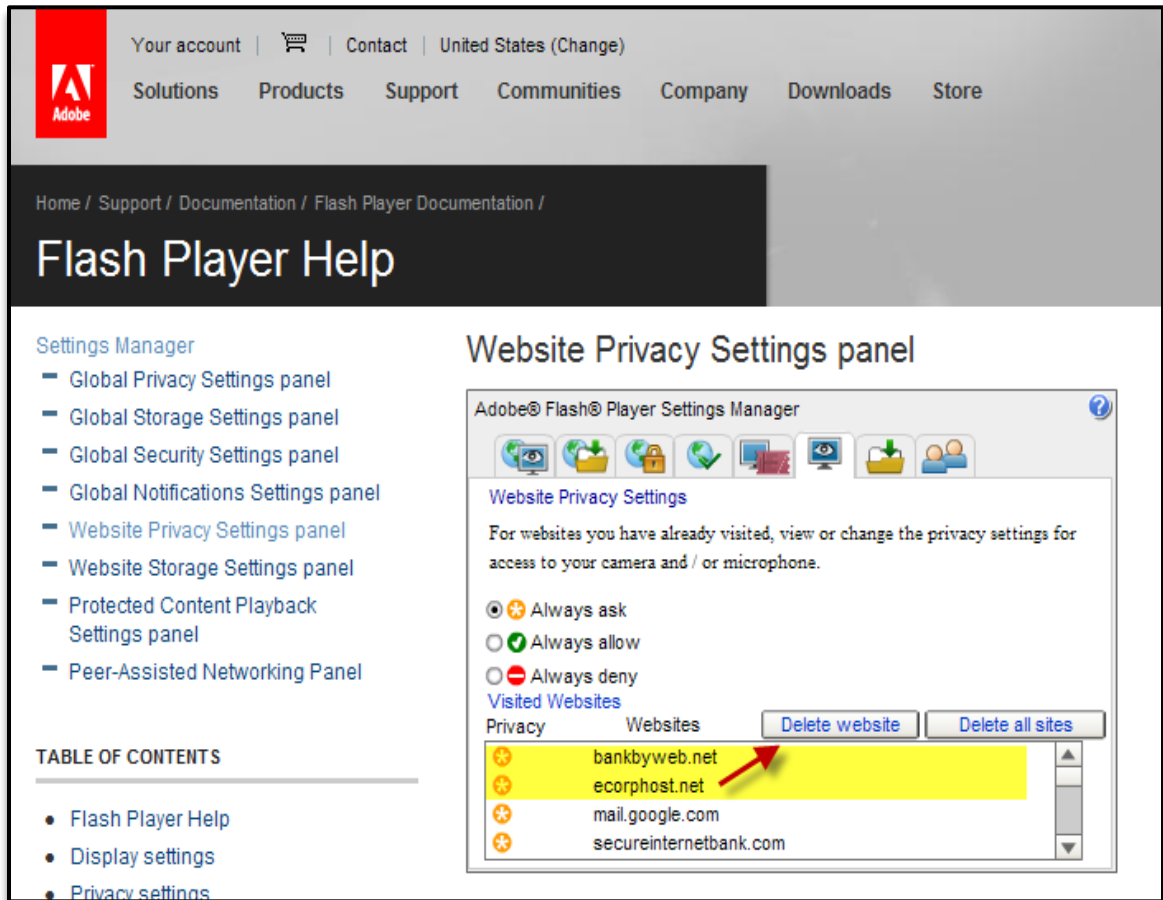 Your account | | Contact | United States (Change)
Adobe
Solutions Products Support Communities Company Downloads Store
Home / Support / Documentation / Flash Player Documentation /
Flash Player Help
Settings Manager
Global Privacy Settings panel
Global Storage Settings panel
Global Security Settings panel
Global Notifications Settings panel
Website Privacy Settings panel
Website Storage Settings panel
Protected Content Playback
Settings panel
Peer-Assisted Networking Panel
TABLE OF CONTENTS
Flash Player Help
Display settings
Privacy settings
Website Privacy Settings panel
Adobe® Flash® Player Settings Manager
?
Website Privacy Settings
For websites you have already visited, view or change the privacy settings for
access to your camera and / or microphone.
Always ask
Always allow
Always deny
Visited Websites
Privacy Websites Delete website Delete all sites
bankbyweb.net
ecorphost.net
mail.google.com
secureinternetbank.com